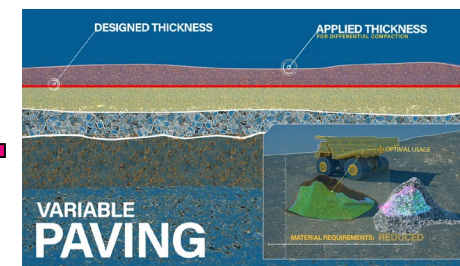 DESIGNED THICKNESS
APPLIED THICKNESS
FOR DIFFERENTIAL COMPACTION
OPTIMAL USAGE
VARIABLE
PAVING
MATERIAL REQUIREMENTS: REDUCED